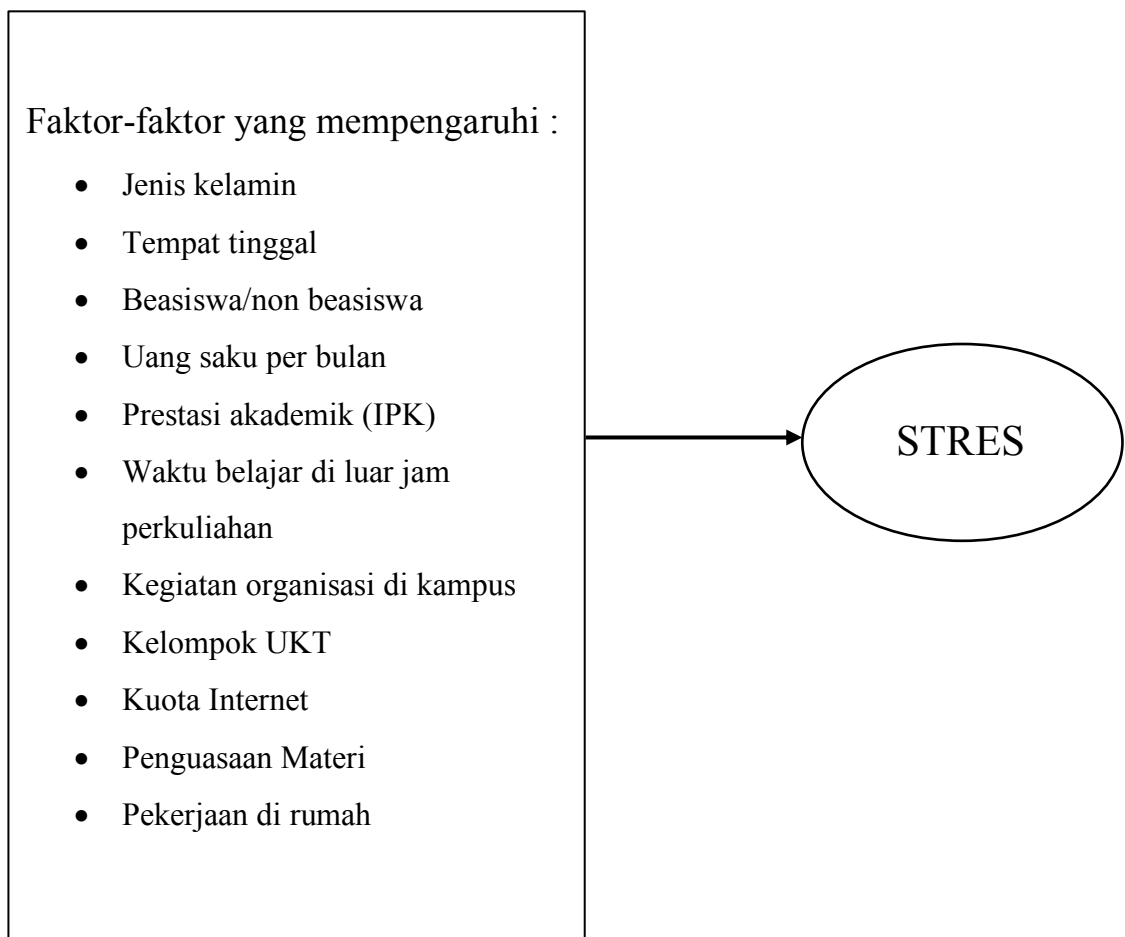 Faktor-faktor yang mempengaruhi :
• Jenis kelamin
• Tempat tinggal
• Beasiswa/non beasiswa
• Uang saku per bulan
• Prestasi akademik (IPK)
• Waktu belajar di luar jam
perkuliahan
• Kegiatan organisasi di kampus
• Kelompok UKT
• Kuota Internet
• Penguasaan Materi
• Pekerjaan di rumah
STRES